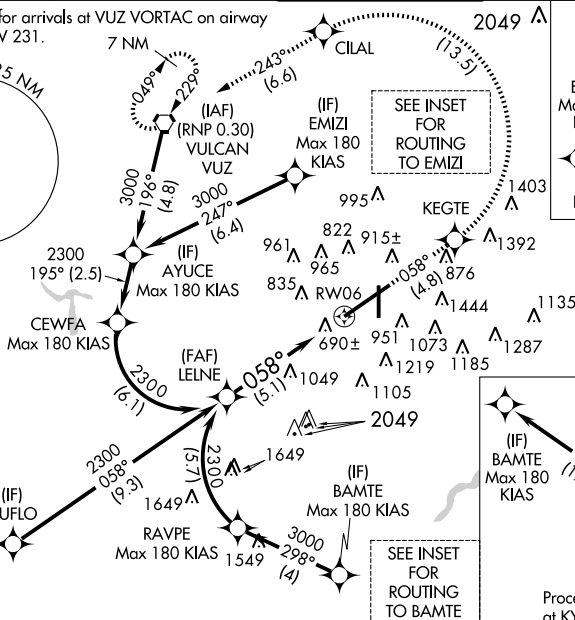 for arrivals at VUZ VORTAC on airway
V 231.
2049
7 NM
CILAL
(13.5)
5 NM
049°
229°
243°
(6.6)
(IAF)
(RNP 0.30)
VULCAN
VUZ
(IF)
EMIZI
Max 180
KIAS
SEE INSET
FOR
ROUTING
TO EMIZI
3000
196°
(4.8)
3000
247°
(6.4)
995
1403
KEGTE
1392
2300
195° (2.5)
(IF)
AYUCE
Max 180 KIAS
961
822
965
915±
876
058°
(4.8)
835
RW06
1444
1135
CEWFA
Max 180 KIAS
690±
951
1073
1287
(FAF)
LELNE
058°
(5.1)
1049
1219
1185
1105
2300
(6.1)
2049
2300
058°
(9.3)
2300
(5.7)
1649
(IF)
BAMTE
Max 180
KIAS
(IF)
UFLO
1649
(IF)
BAMTE
Max 180 KIAS
RAVPE
Max 180 KIAS
1549
3000
298°
(4)
SEE INSET
FOR
ROUTING
TO BAMTE
Proce
at KY